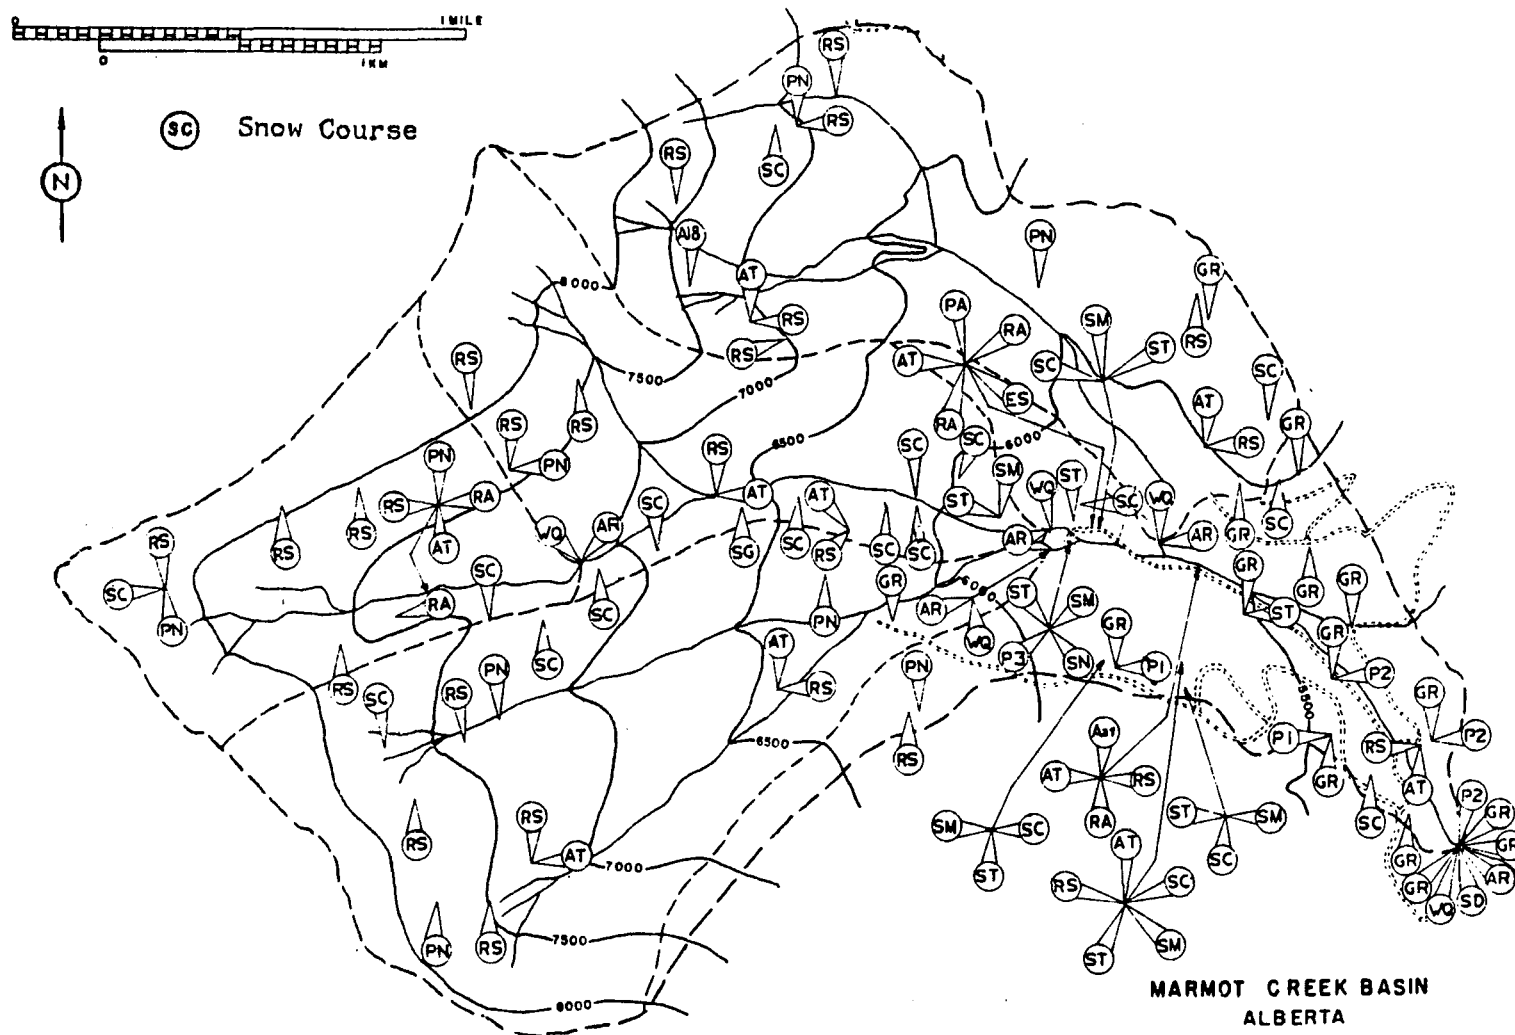 0 1 MILE
0 1 KM
SC Snow Course
N
RS
PN
RS
RS
SC
A18
PN
AT
GR
8000
RS
PA
SM
RA
ST
RS
RS
AT
SC
RS
7500
7000
ES
SC
RS
RS
RA
AT
RS
PN
PN
6500
SC
SC
6000
GR
RS
RS
RA
RS
AT
AT
ST
SM
WQ
ST
SC
WQ
RS
RS
AT
WQ
AR
SC
SG
SC
RS
SC
SC
AR
AR
GR
SC
SC
SC
RA
SC
GR
AR
6000
ST
SM
GR
GR
ST
GR
GR
PN
PN
WQ
P3
SN
GR
P1
P2
RS
SC
RS
PN
SC
AT
RS
PN
RS
6500
5500
GR
P2
P1
GR
RS
AT
AT
RS
RA
RS
RS
AT
7000
SM
SC
ST
ST
SM
SC
SC
P2
GR
GR
AR
SD
WQ
GR
GR
AT
RS
SC
SM
ST
PN
RS
7500
8000
MARMOT CREEK BASIN
ALBERTA